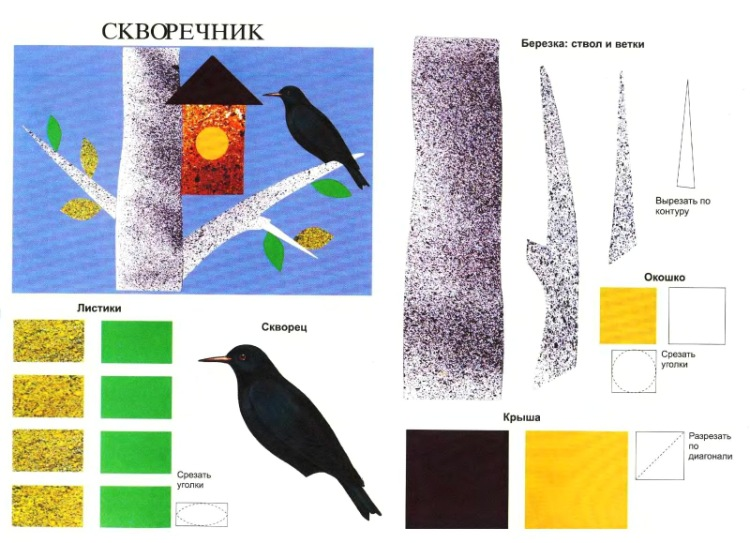 СКВОРЕЧНИК
Березка: ствол и ветки
Вырезать по
контуру
Окошко
Срезать
уголки
Листики
Скворец
Срезать
уголки
Крыша
Разрезать
по
диагонали